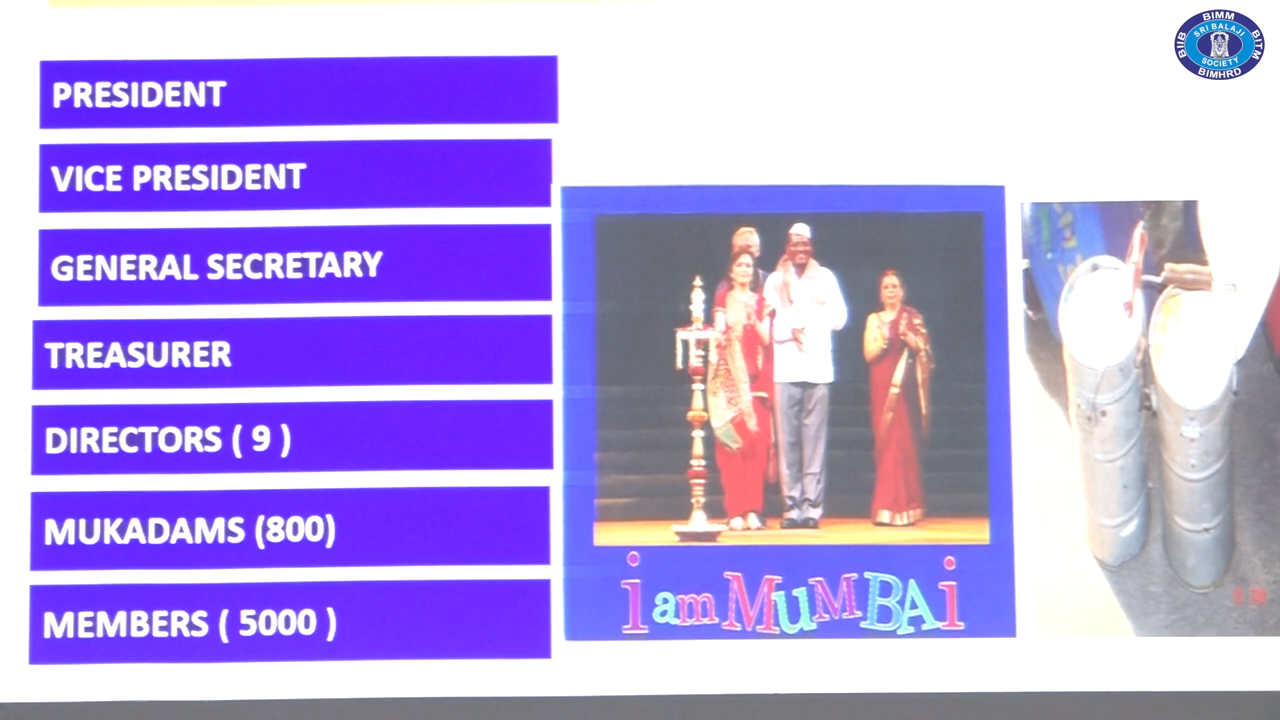 PRESIDENT
VICE PRESIDENT
GENERAL SECRETARY
TREASURER
DIRECTORS ( 9 )
MUKADAMS (800)
MEMBERS ( 5000 )
i am MuMBAi
BIMM
BIIB
BITM
SRI BALAJI
SOCIETY
BIMHRD